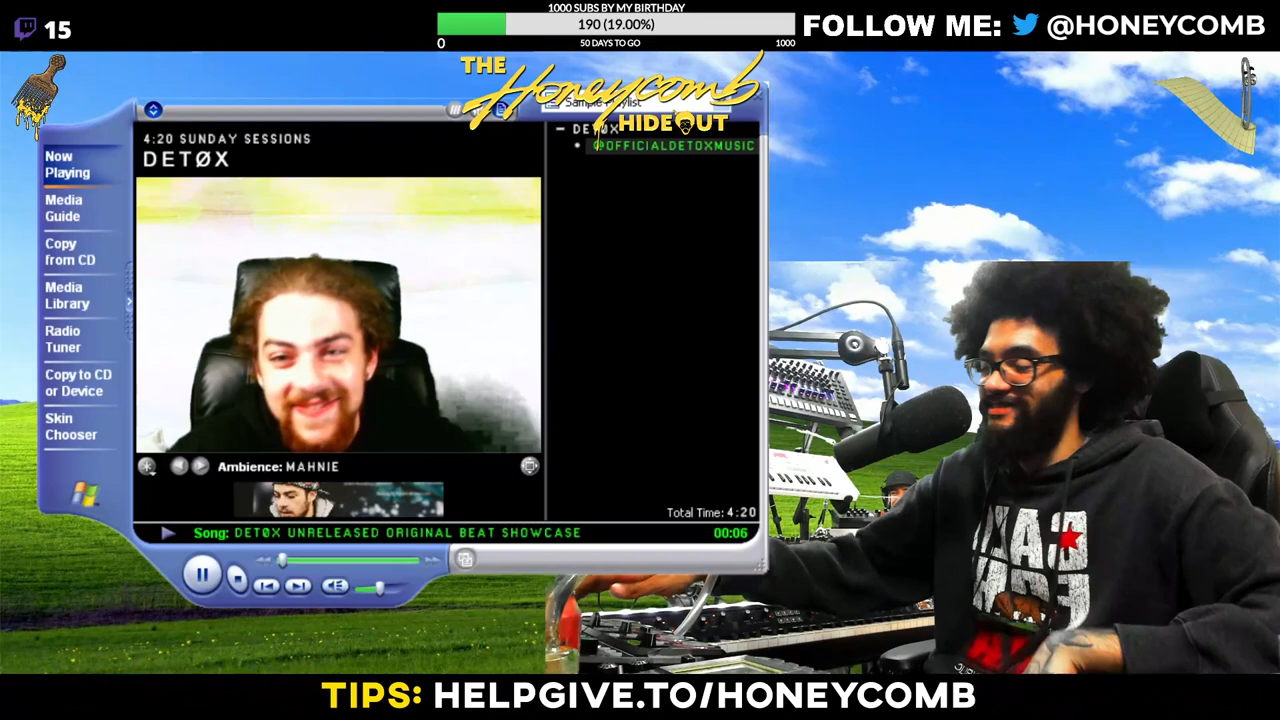 15
1000 SUBS BY MY BIRTHDAY
190 (19.00%)
0
50 DAYS TO GO
1000
FOLLOW ME: @HONEYCOMB
THE
Honeycomb
HIDEOUT
Sample Playlist
4:20 SUNDAY SESSIONS
DETØX
DETØX
@OFFICIALDETOXMUSIC
Now
Playing
Media
Guide
Copy
from CD
Media
Library
Radio
Tuner
Copy to CD
or Device
Skin
Chooser
Ambience: MAHNIE
Total Time: 4:20
Song: DETØX UNRELEASED ORIGINAL BEAT SHOWCASE
00:06
TIPS: HELPGIVE.TO/HONEYCOMB